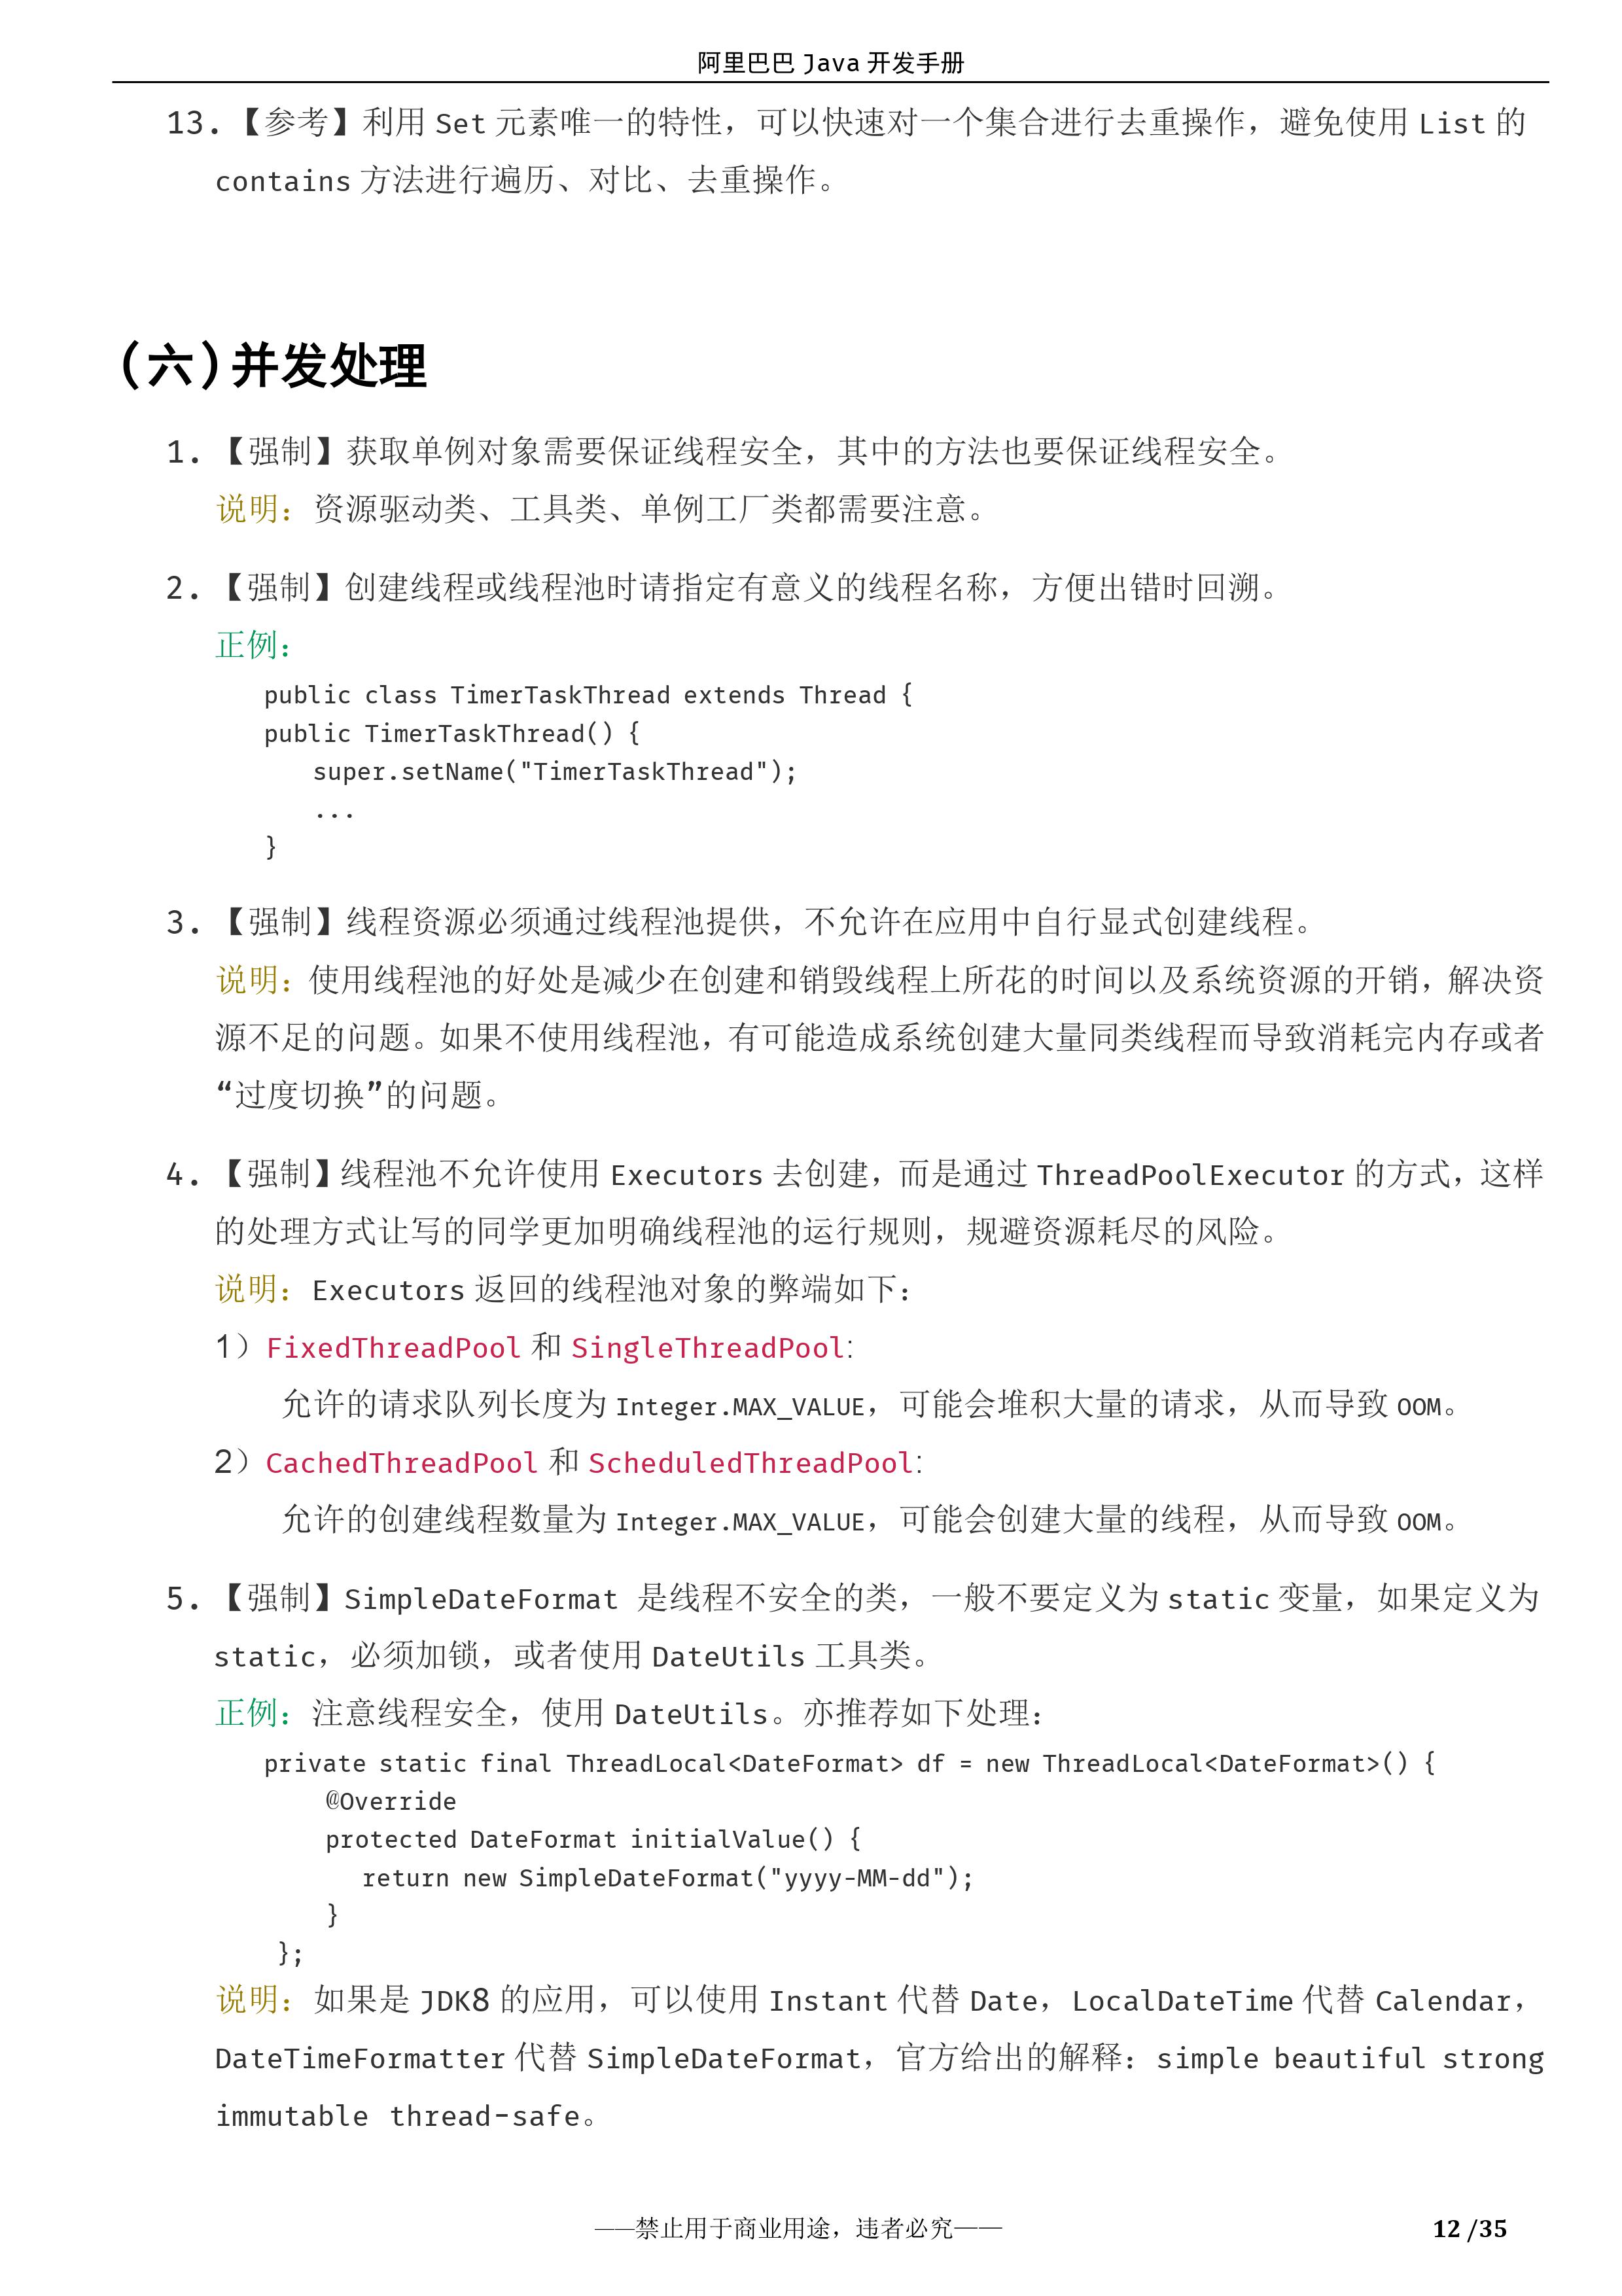 阿里巴巴 Java 开发手册
13.【参考】利用 Set 元素唯一的特性，可以快速对一个集合进行去重操作，避免使用 List 的
contains 方法进行遍历、对比、去重操作。
(六)并发处理
1. 【强制】获取单例对象需要保证线程安全，其中的方法也要保证线程安全。
说明：资源驱动类、工具类、单例工厂类都需要注意。
2. 【强制】创建线程或线程池时请指定有意义的线程名称，方便出错时回溯。
正例：
public class TimerTaskThread extends Thread {
public TimerTaskThread() {
super.setName("TimerTaskThread");
...
}
3. 【强制】线程资源必须通过线程池提供，不允许在应用中自行显式创建线程。
说明：使用线程池的好处是减少在创建和销毁线程上所花的时间以及系统资源的开销，解决资
源不足的问题。如果不使用线程池，有可能造成系统创建大量同类线程而导致消耗完内存或者
“过度切换”的问题。
4. 【强制】线程池不允许使用 Executors 去创建，而是通过 ThreadPoolExecutor 的方式，这样
的处理方式让写的同学更加明确线程池的运行规则，规避资源耗尽的风险。
说明：Executors 返回的线程池对象的弊端如下：
1）FixedThreadPool 和 SingleThreadPool:
允许的请求队列长度为 Integer.MAX_VALUE，可能会堆积大量的请求，从而导致 OOM。
2）CachedThreadPool 和 ScheduledThreadPool:
允许的创建线程数量为 Integer.MAX_VALUE，可能会创建大量的线程，从而导致 OOM。
5. 【强制】SimpleDateFormat 是线程不安全的类，一般不要定义为 static 变量，如果定义为
static，必须加锁，或者使用 DateUtils 工具类。
正例：注意线程安全，使用 DateUtils。亦推荐如下处理：
private static final ThreadLocal<DateFormat> df = new ThreadLocal<DateFormat>() {
@Override
protected DateFormat initialValue() {
return new SimpleDateFormat("yyyy-MM-dd");
}
};
说明：如果是 JDK8 的应用，可以使用 Instant 代替 Date，LocalDateTime 代替 Calendar，
DateTimeFormatter 代替 SimpleDateFormat，官方给出的解释：simple beautiful strong
immutable thread-safe。
——禁止用于商业用途，违者必究—— 12 /35